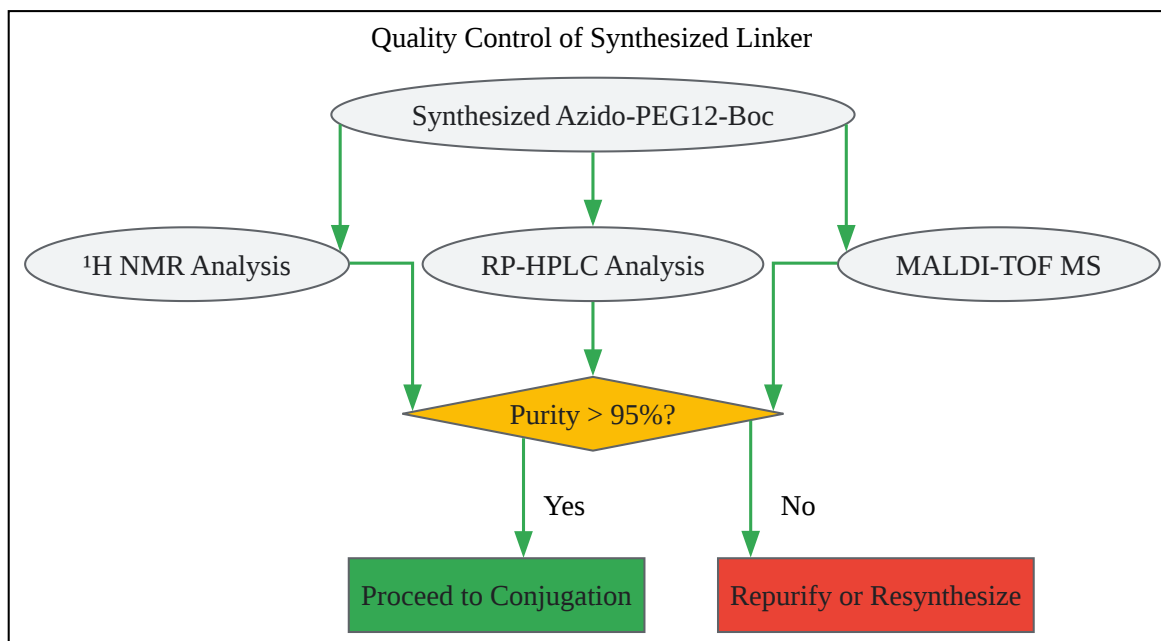 Quality Control of Synthesized Linker
Synthesized Azido-PEG12-Boc
¹H NMR Analysis
RP-HPLC Analysis
MALDI-TOF MS
Purity > 95%?
Yes
No
Proceed to Conjugation
Repurify or Resynthesize